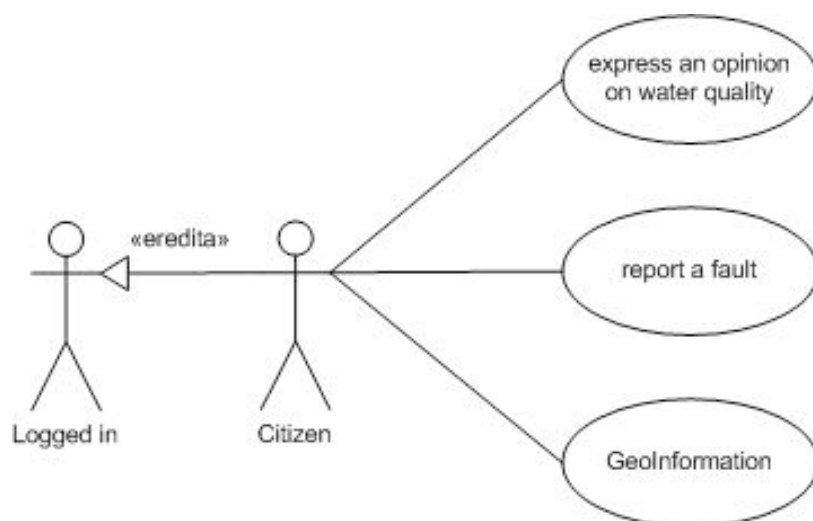 express an opinion
on water quality
«eredita»
report a fault
Logged in
Citizen
GeoInformation